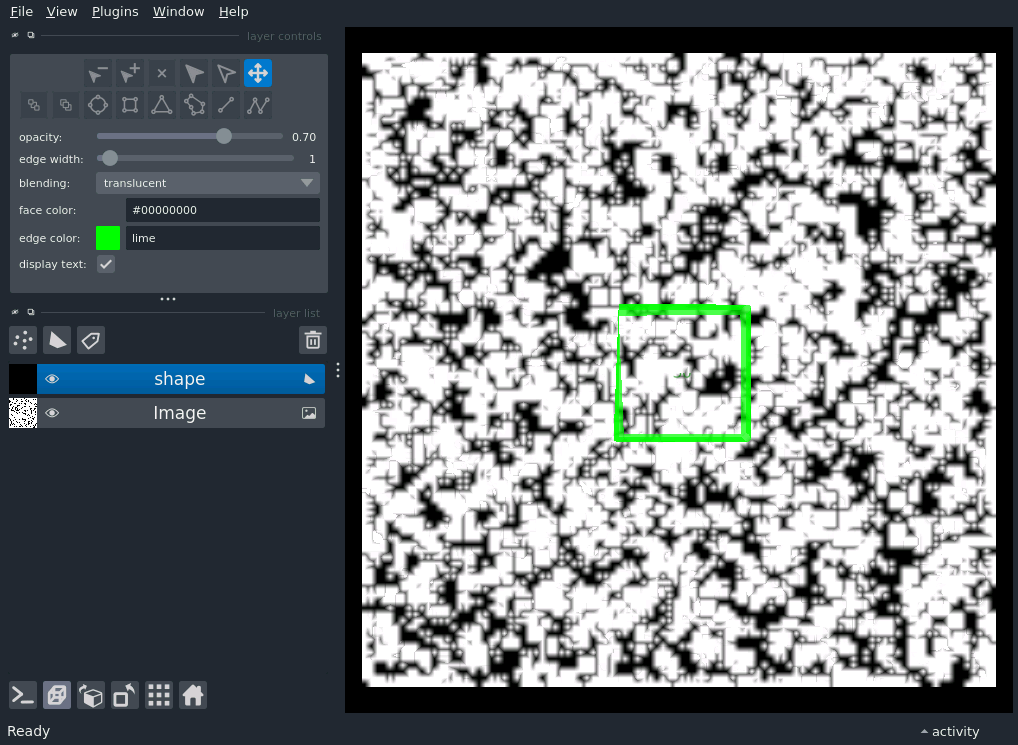 File View Plugins Window Help
layer controls
opacity: 0.70
edge width: 1
blending: translucent
face color: #00000000
edge color: lime
display text:
layer list
shape
Image
Ready
activity